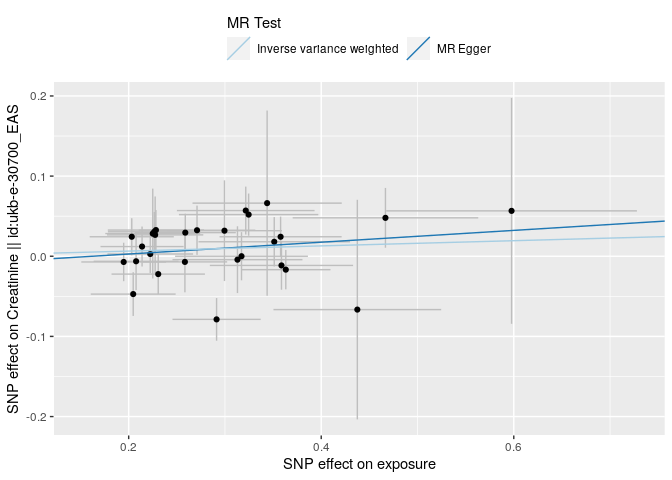 MR Test
Inverse variance weighted
MR Egger
SNP effect on Creatinine || id:ukb-e-30700_EAS
0.2
0.1
0.0
-0.1
-0.2
0.2
0.4
0.6
SNP effect on exposure